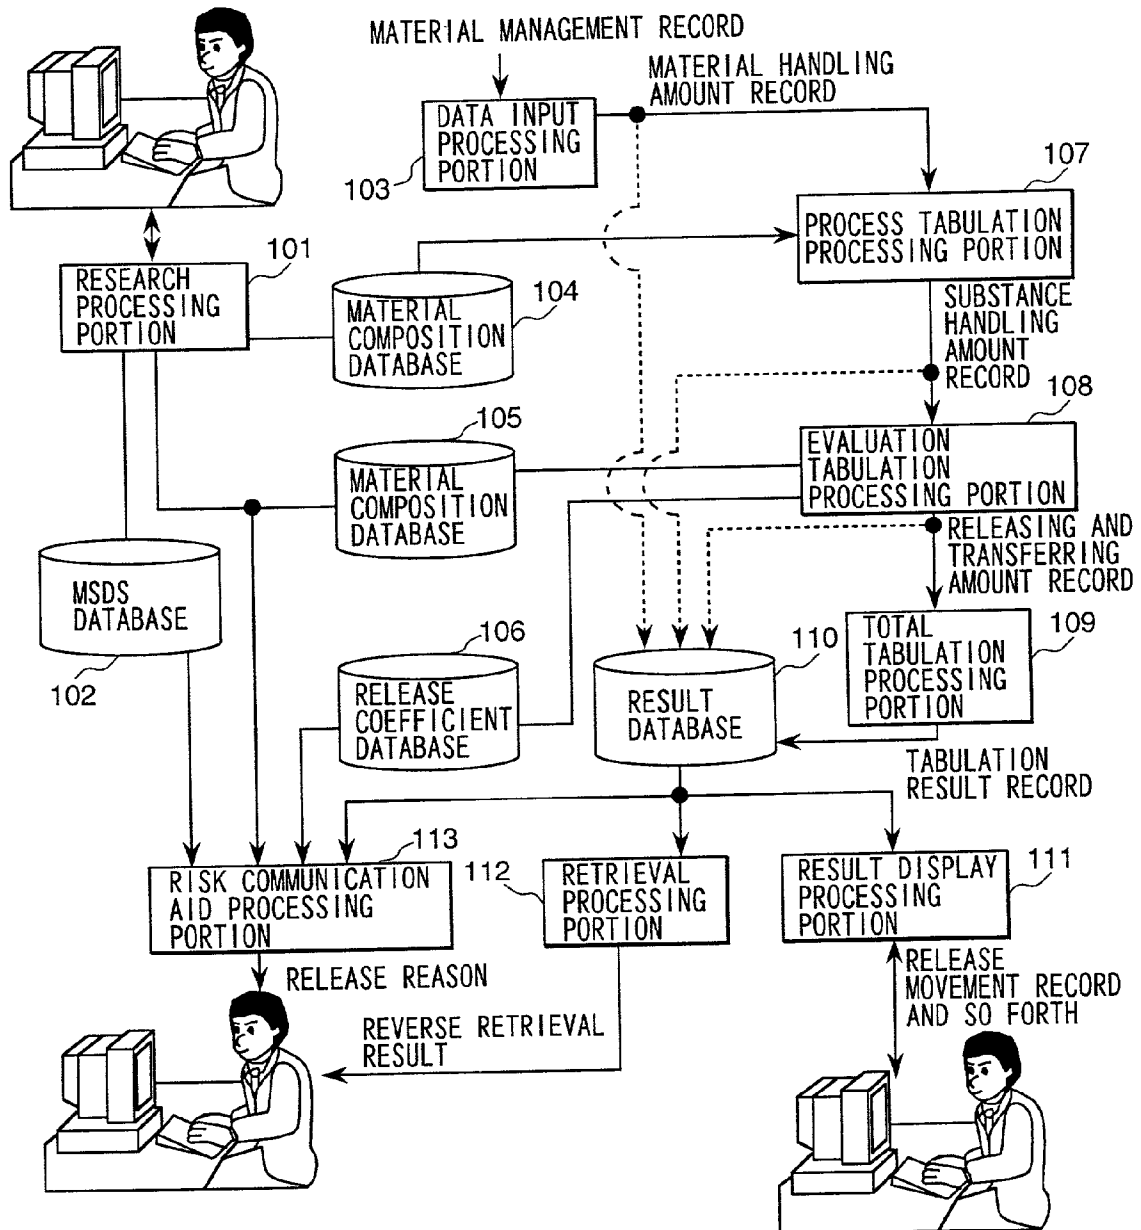 MATERIAL MANAGEMENT RECORD
MATERIAL HANDLING
AMOUNT RECORD
DATA INPUT
PROCESSING
PORTION
103
107
PROCESS TABULATION
PROCESSING PORTION
101
RESEARCH
PROCESSING
PORTION
104
MATERIAL
COMPOSITION
DATABASE
SUBSTANCE
HANDLING
AMOUNT
RECORD
108
105
EVALUATION
TABULATION
PROCESSING PORTION
MATERIAL
COMPOSITION
DATABASE
RELEASING AND
TRANSFERRING
AMOUNT RECORD
MSDS
DATABASE
102
106
RELEASE
COEFFICIENT
DATABASE
110
RESULT
DATABASE
109
TOTAL
TABULATION
PROCESSING
PORTION
TABULATION
RESULT RECORD
113
RISK COMMUNICATION
AID PROCESSING
PORTION
112
RETRIEVAL
PROCESSING
PORTION
111
RESULT DISPLAY
PROCESSING
PORTION
RELEASE REASON
RELEASE
MOVEMENT RECORD
AND SO FORTH
REVERSE RETRIEVAL
RESULT